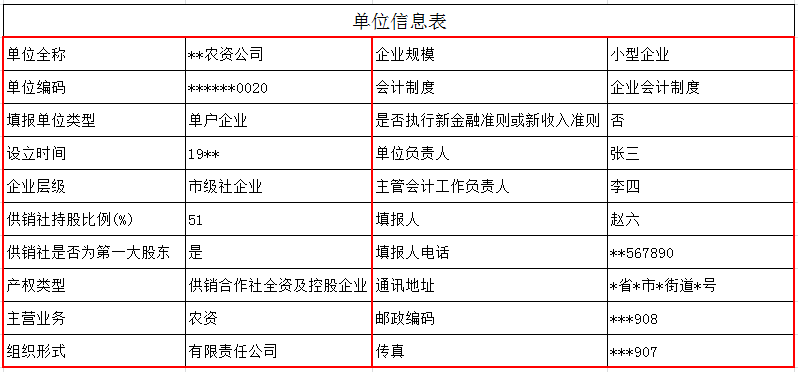 单位信息表
单位全称 **农资公司 企业规模 小型企业
单位编码 ******0020 会计制度 企业会计制度
填报单位类型 单户企业 是否执行新金融准则或新收入准则 否
设立时间 19** 单位负责人 张三
企业层级 市级社企业 主管会计工作负责人 李四
供销社持股比例(%) 51 填报人 赵六
供销社是否为第一大股东 是 填报人电话 **567890
产权类型 供销合作社全资及控股企业 通讯地址 *省*市*街道*号
主营业务 农资 邮政编码 ***908
组织形式 有限责任公司 传真 ***907